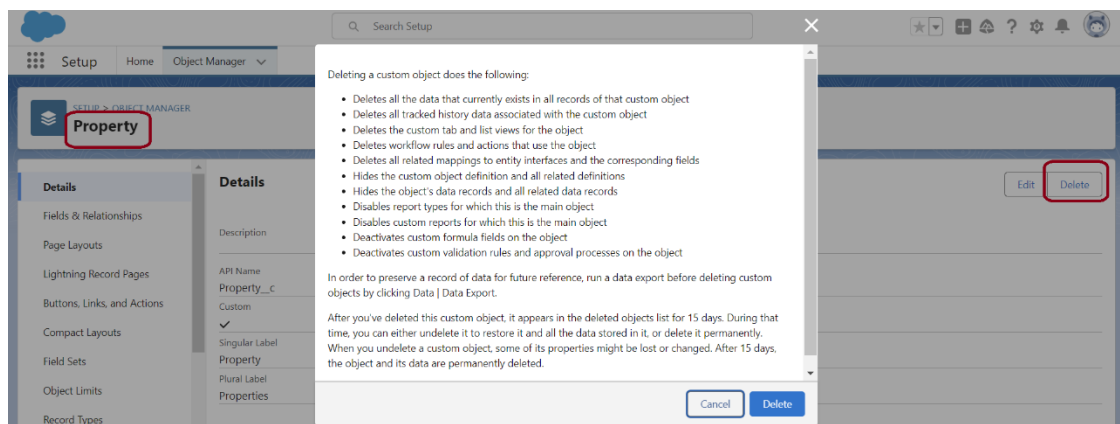 Search Setup
Setup
Home
Object Manager
SETUP > OBJECT MANAGER
Property
Details
Fields & Relationships
Page Layouts
Lightning Record Pages
Buttons, Links, and Actions
Compact Layouts
Field Sets
Object Limits
Record Types
Details
Edit
Delete
Description
API Name
Property__c
Custom
Singular Label
Property
Plural Label
Properties
Deleting a custom object does the following:
• Deletes all the data that currently exists in all records of that custom object
• Deletes all tracked history data associated with the custom object
• Deletes the custom tab and list views for the object
• Deletes workflow rules and actions that use the object
• Deletes all related mappings to entity interfaces and the corresponding fields
• Hides the custom object definition and all related definitions
• Hides the object's data records and all related data records
• Disables report types for which this is the main object
• Disables custom reports for which this is the main object
• Deactivates custom formula fields on the object
• Deactivates custom validation rules and approval processes on the object
In order to preserve a record of data for future reference, run a data export before deleting custom
objects by clicking Data | Data Export.
After you've deleted this custom object, it appears in the deleted objects list for 15 days. During that
time, you can either undelete it to restore it and all the data stored in it, or delete it permanently.
When you undelete a custom object, some of its properties might be lost or changed. After 15 days,
the object and its data are permanently deleted.
Cancel
Delete